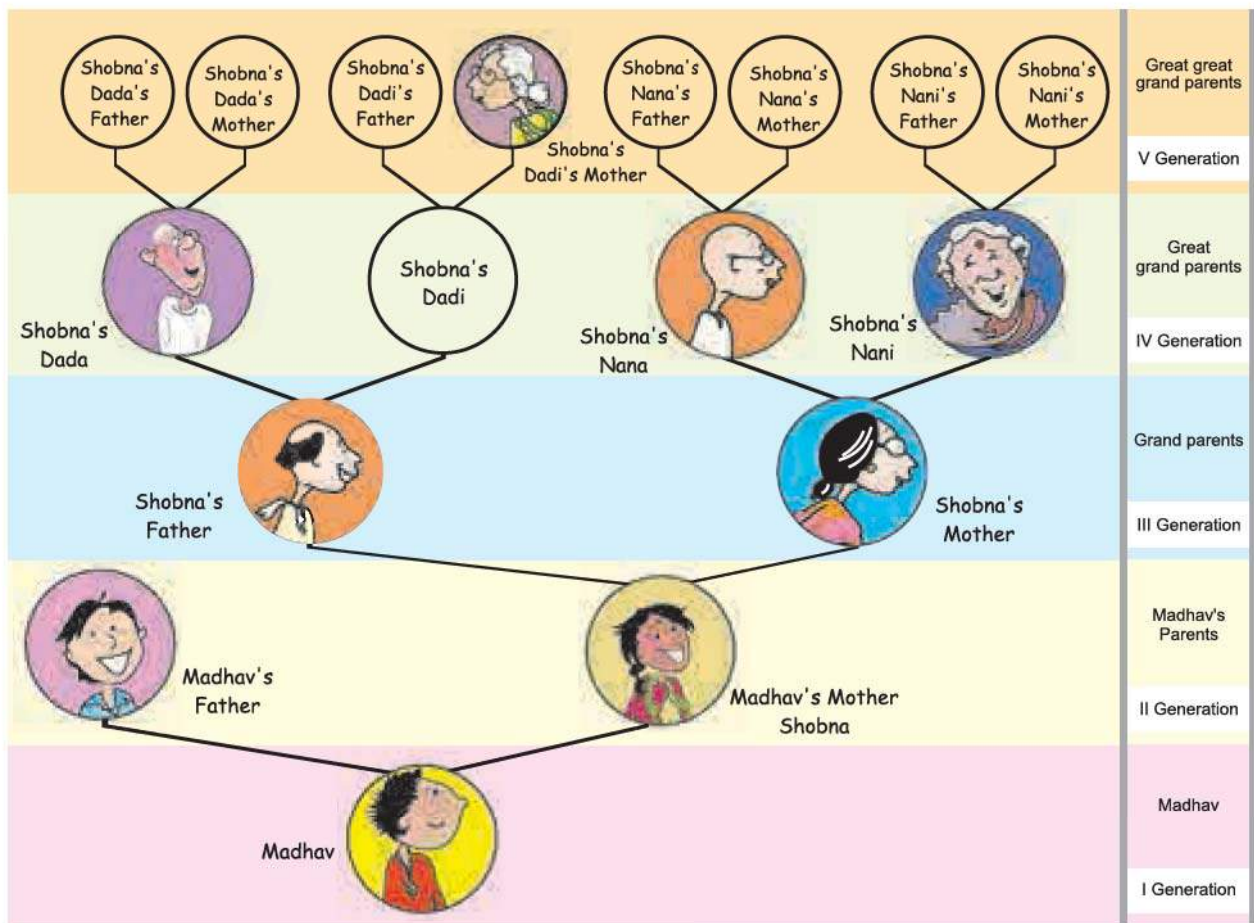 Shobna's
Dada's
Father
Shobna's
Dada's
Mother
Shobna's
Dadi's
Father
Shobna's
Dadi's Mother
Shobna's
Nana's
Father
Shobna's
Nana's
Mother
Shobna's
Nani's
Father
Shobna's
Nani's
Mother
Great great
grand parents
V Generation
Shobna's
Dada
Shobna's
Dadi
Shobna's
Nana
Shobna's
Nani
Great
grand parents
IV Generation
Shobna's
Father
Shobna's
Mother
Grand parents
III Generation
Madhav's
Father
Madhav's Mother
Shobna
Madhav's
Parents
II Generation
Madhav
Madhav
I Generation